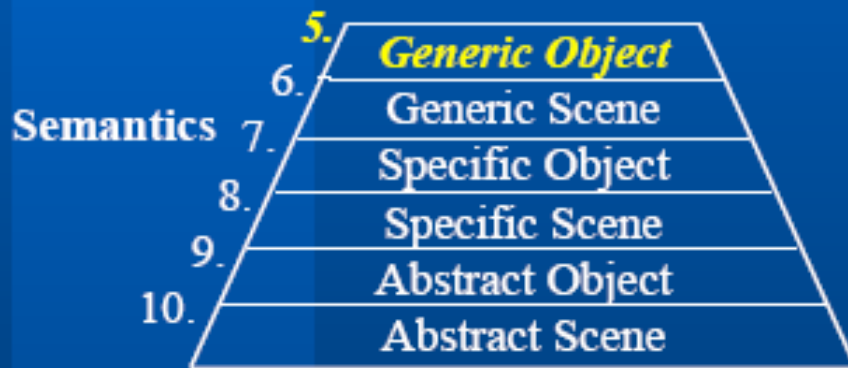 5. Generic Object
6. Generic Scene
Semantics 7. Specific Object
8. Specific Scene
9. Abstract Object
10. Abstract Scene